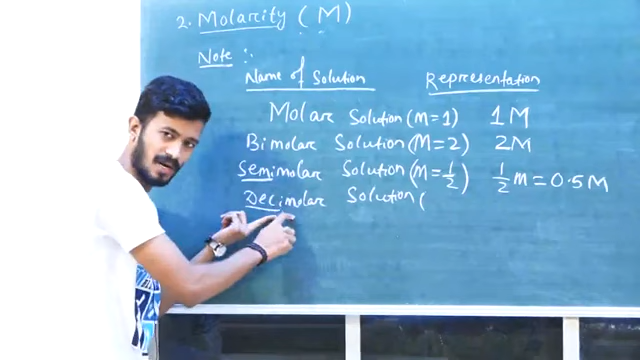 2. Molarity (M)
Note :-
Name of Solution Representation
Molar Solution (M=1) 1M
Bimolar Solution (M=2) 2M
Semimolar Solution (M=1/2) 1/2 M = 0.5M
Decimolar Solution (